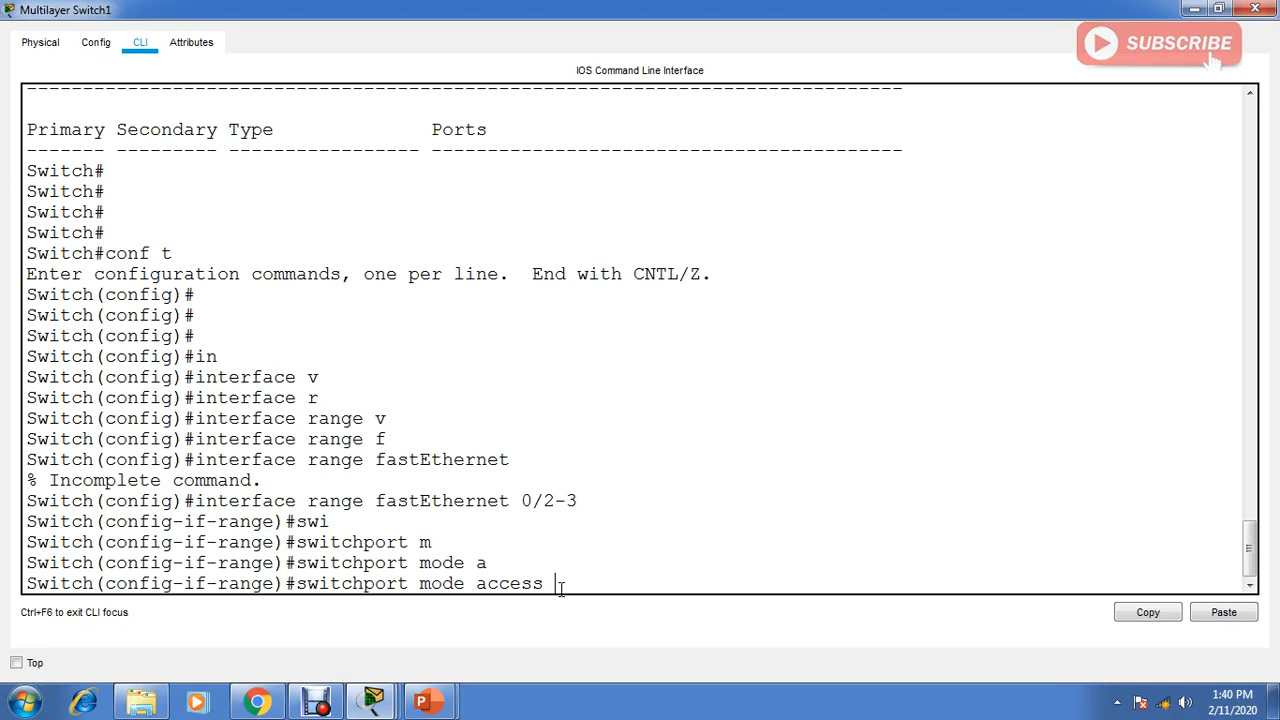 Multilayer Switch1
Physical Config CLI Attributes
SUBSCRIBE
IOS Command Line Interface
--------------------------------------------------------------------------------
Primary Secondary Type Ports
------- --------- ----------------- ------------------------------------------
Switch#
Switch#
Switch#
Switch#
Switch#conf t
Enter configuration commands, one per line. End with CNTL/Z.
Switch(config)#
Switch(config)#
Switch(config)#
Switch(config)#in
Switch(config)#interface v
Switch(config)#interface r
Switch(config)#interface range v
Switch(config)#interface range f
Switch(config)#interface range fastEthernet
% Incomplete command.
Switch(config)#interface range fastEthernet 0/2-3
Switch(config-if-range)#swi
Switch(config-if-range)#switchport m
Switch(config-if-range)#switchport mode a
Switch(config-if-range)#switchport mode access
Ctrl+F6 to exit CLI focus
Copy Paste
Top
1:40 PM
2/11/2020